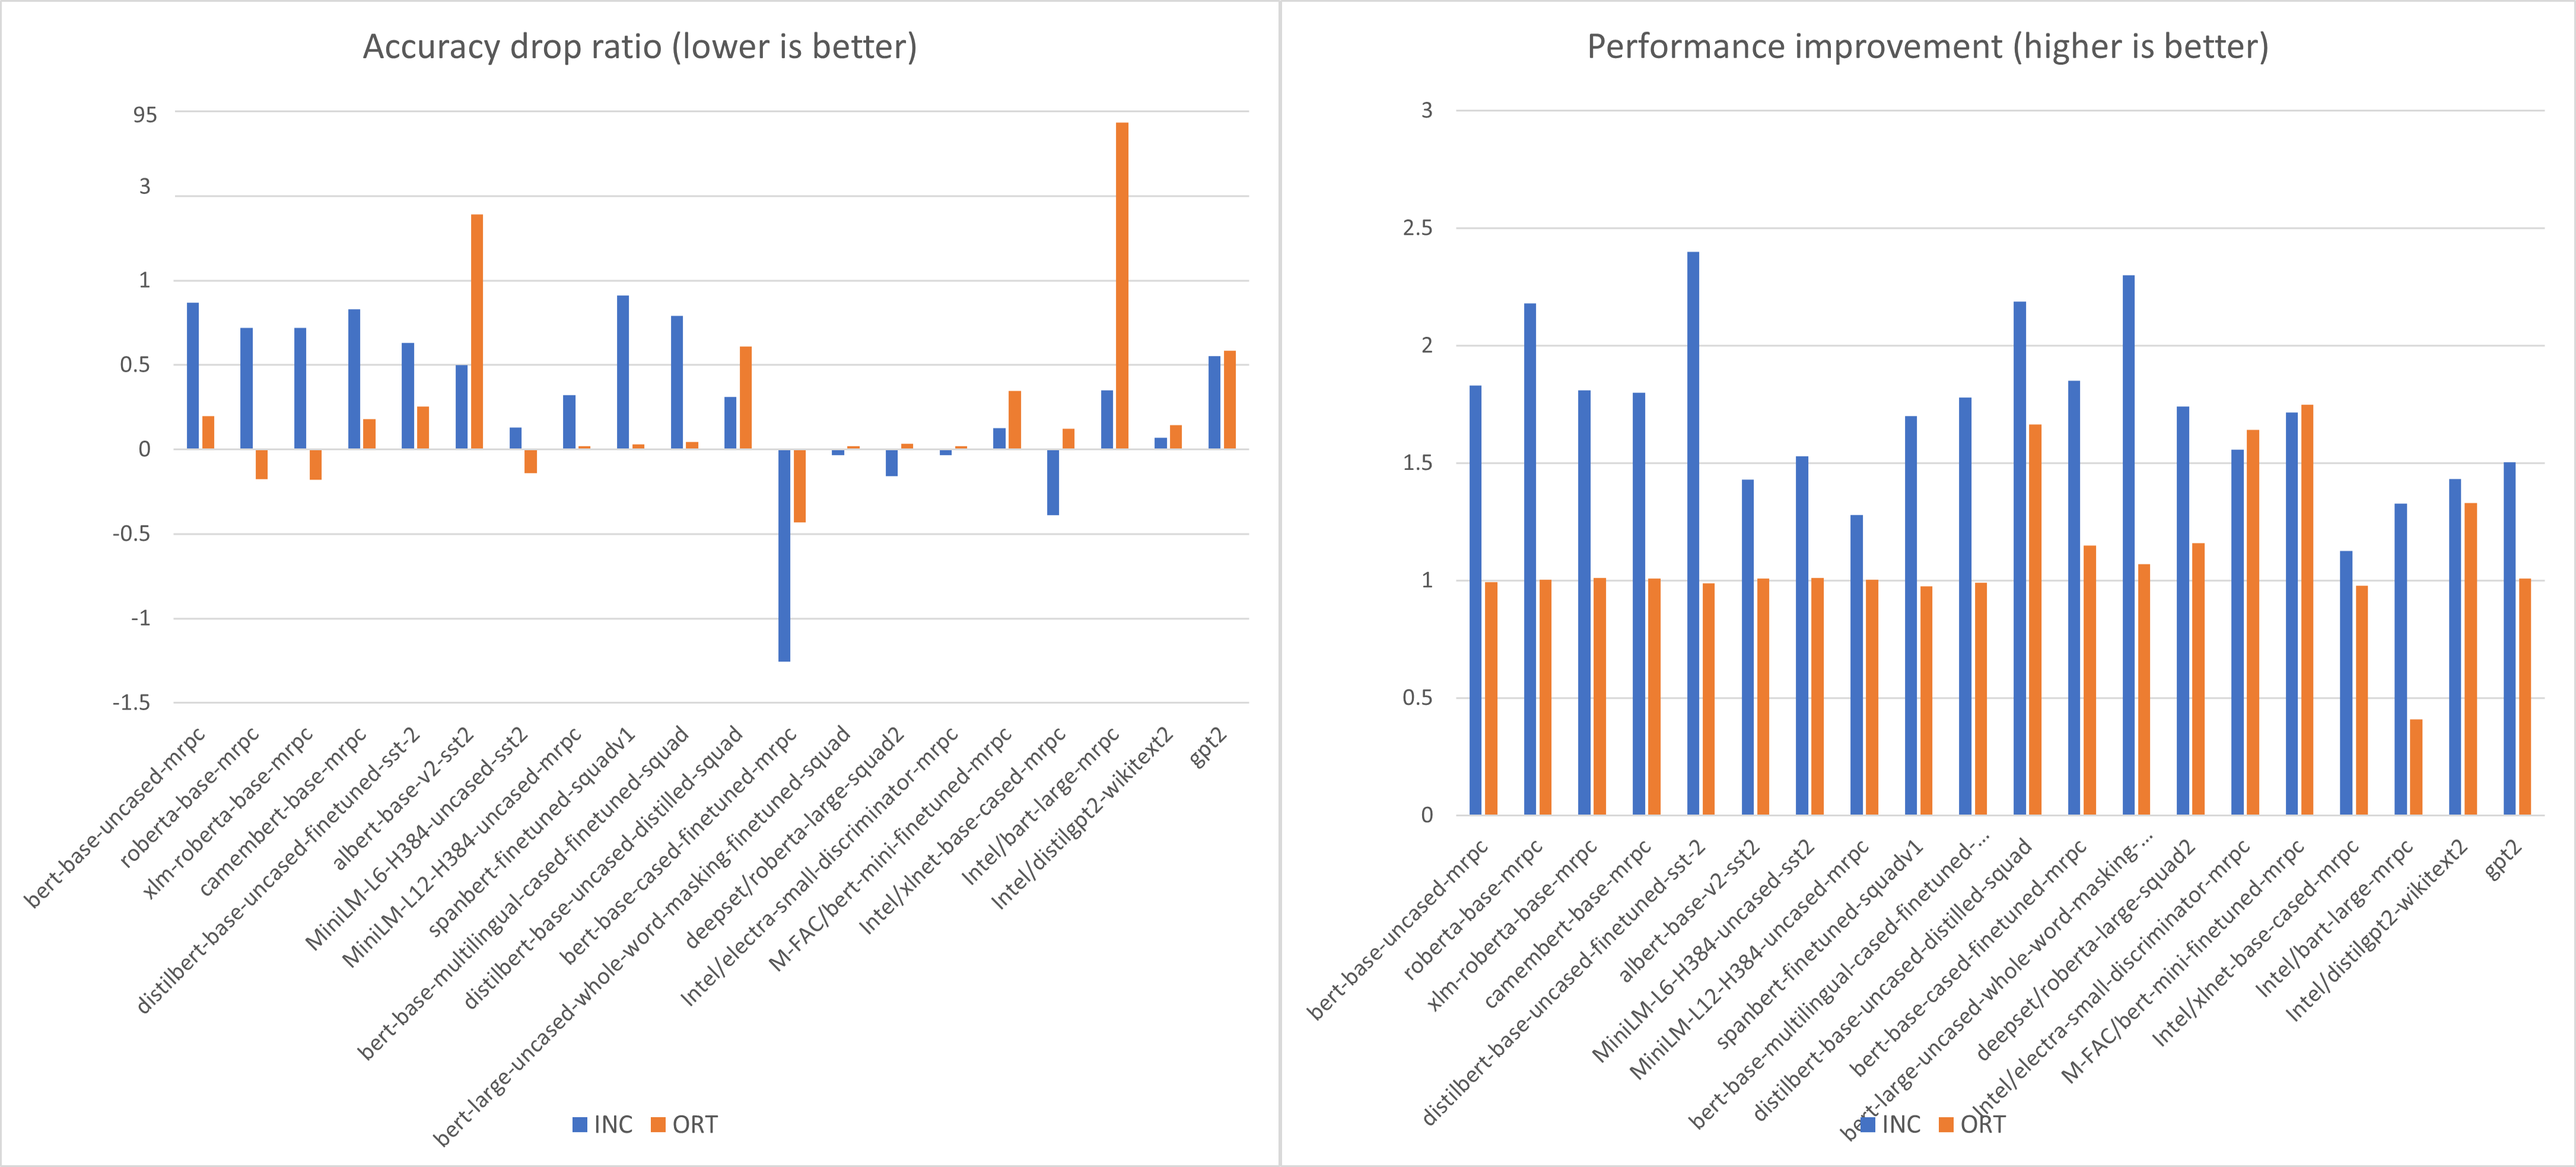 Accuracy drop ratio (lower is better)
95
3
1
0.5
0
-0.5
-1
-1.5
bert-base-uncased-mrpc
roberta-base-mrpc
xlm-roberta-base-mrpc
camembert-base-mrpc
distilbert-base-uncased-finetuned-sst-2
albert-base-v2-sst2
MiniLM-L6-H384-uncased-sst2
MiniLM-L12-H384-uncased-mrpc
spanbert-finetuned-squadv1
bert-base-multilingual-cased-finetuned-squad
distilbert-base-uncased-distilled-squad
bert-base-cased-finetuned-mrpc
bert-large-uncased-whole-word-masking-finetuned-squad
deepset/roberta-large-squad2
Intel/electra-small-discriminator-mrpc
M-FAC/bert-mini-finetuned-mrpc
Intel/xlnet-base-cased-mrpc
Intel/bart-large-mrpc
Intel/distilgpt2-wikitext2
gpt2
INC ORT
Performance improvement (higher is better)
3
2.5
2
1.5
1
0.5
0
bert-base-uncased-mrpc
roberta-base-mrpc
xlm-roberta-base-mrpc
camembert-base-mrpc
distilbert-base-uncased-finetuned-sst-2
albert-base-v2-sst2
MiniLM-L6-H384-uncased-sst2
MiniLM-L12-H384-uncased-mrpc
spanbert-finetuned-squadv1
bert-base-multilingual-cased-finetuned-...
distilbert-base-uncased-distilled-squad
bert-base-cased-finetuned-mrpc
bert-large-uncased-whole-word-masking-...
deepset/roberta-large-squad2
Intel/electra-small-discriminator-mrpc
M-FAC/bert-mini-finetuned-mrpc
Intel/xlnet-base-cased-mrpc
Intel/bart-large-mrpc
Intel/distilgpt2-wikitext2
gpt2
INC ORT